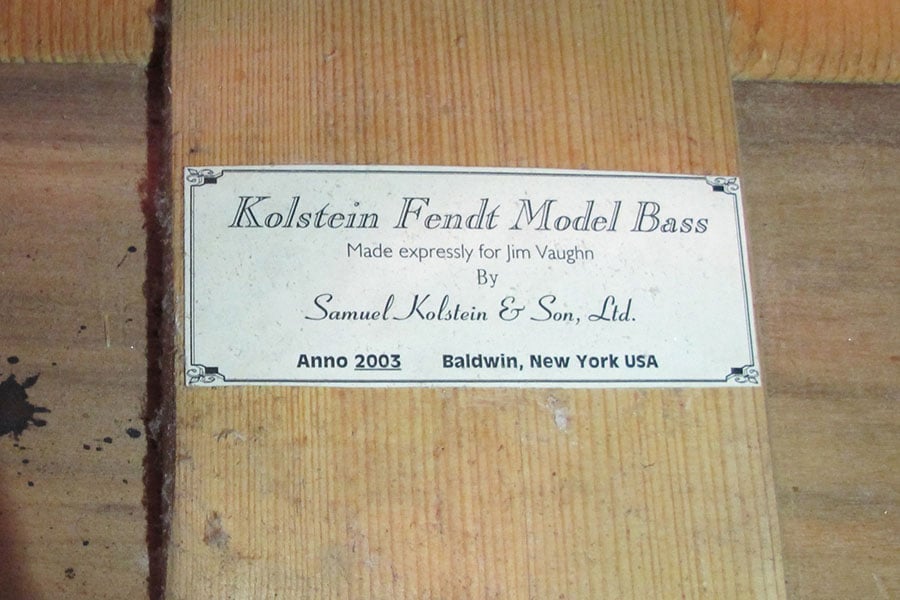 Kolstein Fendt Model Bass
Made expressly for Jim Vaughn
By
Samuel Kolstein & Son, Ltd.
Anno 2003 Baldwin, New York USA